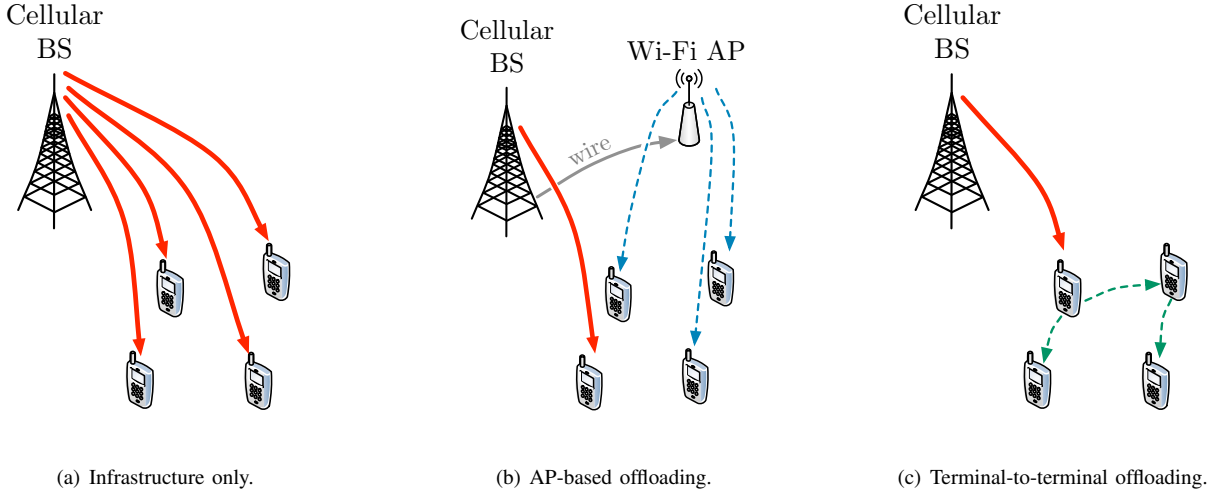 Cellular
BS
Cellular
BS
Wi-Fi AP
wire
Cellular
BS
(a) Infrastructure only.
(b) AP-based offloading.
(c) Terminal-to-terminal offloading.